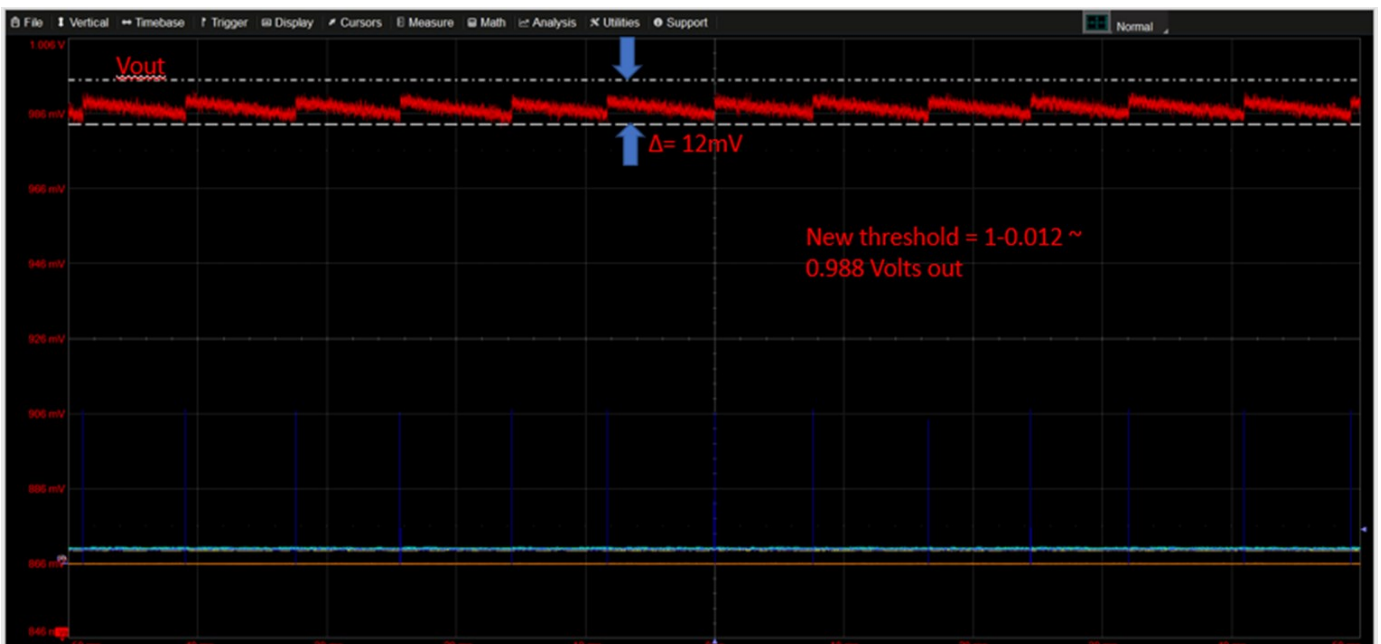 File Vertical Timebase Trigger Display Cursors Measure Math Analysis Utilities Support
Normal
1.006 V
Vout
986 mV
Δ= 12mV
966 mV
New threshold = 1-0.012 ~
946 mV
0.988 Volts out
926 mV
906 mV
886 mV
866 mV